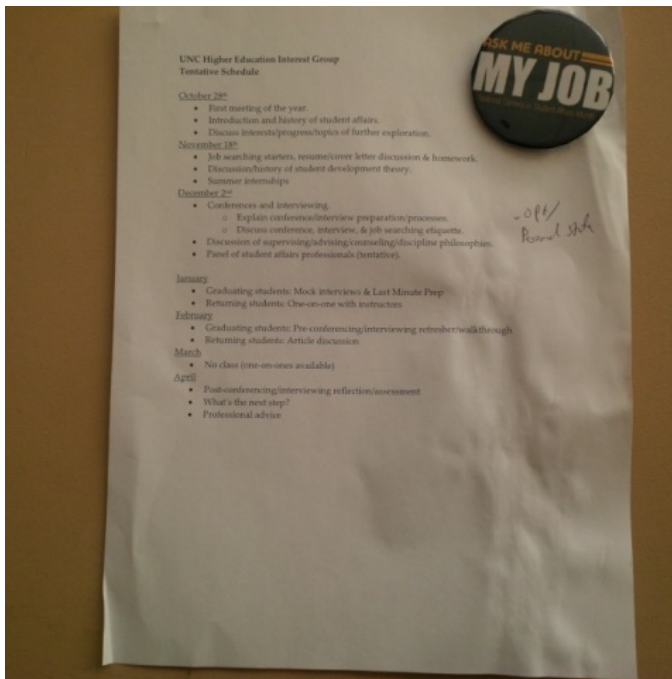 UNC Higher Education Interest Group
Tentative Schedule
October 28th
• First meeting of the year.
• Introduction and history of student affairs.
• Discuss interests/progress/topics of further exploration.
November 18th
• Job searching starters, resume/cover letter discussion & homework.
• Discussion/history of student development theory.
• Summer internships
December 2nd
• Conferences and interviewing.
o Explain conference/interview preparation/processes.
o Discuss conference, interview, & job searching etiquette.
• Discussion of supervising/advising/counseling/discipline philosophies.
• Panel of student affairs professionals (tentative).
January
• Graduating students: Mock interviews & Last Minute Prep
• Returning students: One-on-one with instructors
February
• Graduating students: Pre-conferencing/interviewing refresher/walkthrough
• Returning students: Article discussion
March
• No class (one-on-ones available)
April
• Post-conferencing/interviewing reflection/assessment
• What's the next step?
• Professional advice
ASK ME ABOUT
MY JOB
National Careers in Student Affairs Month